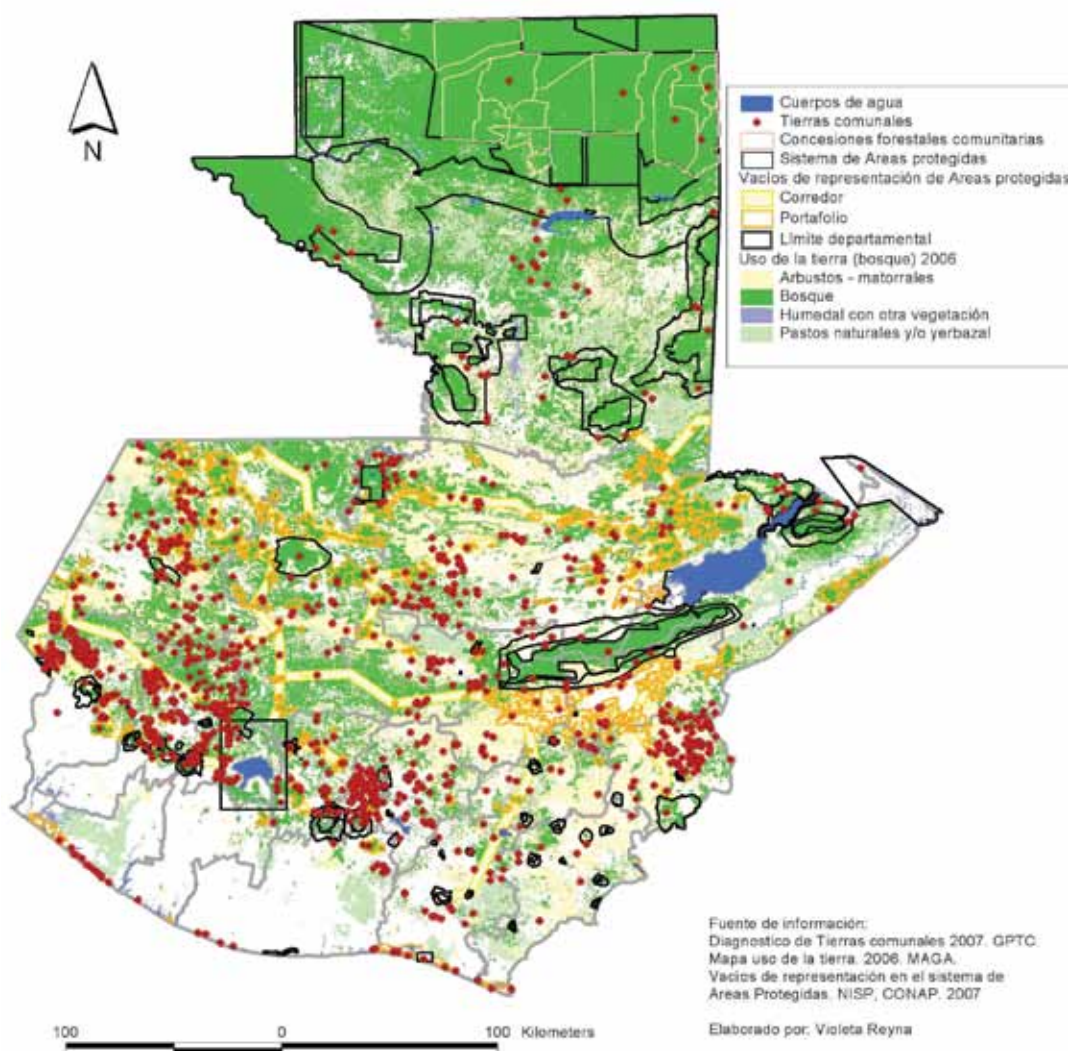 N
Cuerpos de agua
Tierras comunales
Concesiones forestales comunitarias
Sistema de Areas protegidas
Vacíos de representación de Areas protegidas
Corredor
Portafolio
Límite departamental
Uso de la tierra (bosque) 2006
Arbustos - matorrales
Bosque
Humedal con otra vegetación
Pastos naturales y/o yerbazal
Fuente de información:
Diagnostico de Tierras comunales 2007. GPTC.
Mapa uso de la tierra. 2006. MAGA.
Vacios de representación en el sistema de
Areas Protegidas. NISP, CONAP. 2007
Elaborado por: Violeta Reyna
100 0 100 Kilometers